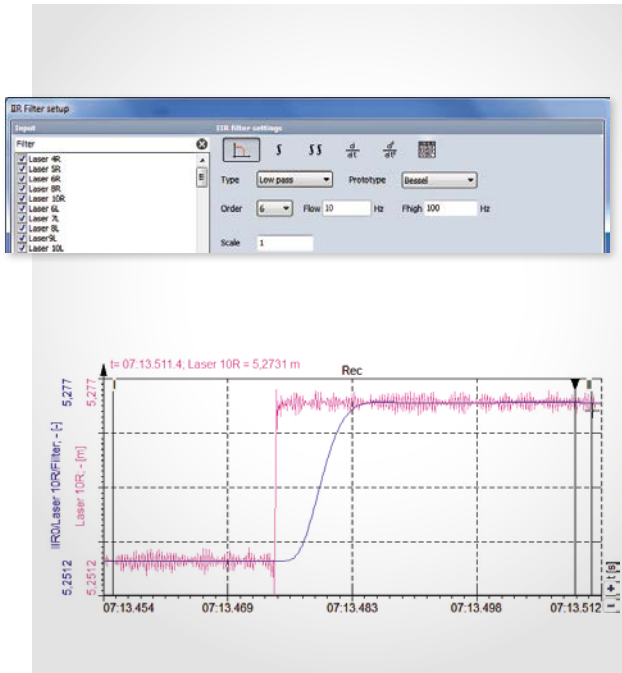 IIR Filter setup
Input
IIR filter settings
Filter
Laser 4R
Laser 5R
Laser 6R
Laser 8R
Laser 10R
Laser 6L
Laser 7L
Laser 8L
Laser9L
Laser 10L
Type Low pass Prototype Bessel
Order 6 Flow 10 Hz Fhigh 100 Hz
Scale 1
t= 07:13.511.4; Laser 10R = 5,2731 m
Rec
I
II
5,277
5,277
IIR0/Laser 10R/Filter; - [-]
Laser 10R; - [m]
5,2512
5,2512
07:13.454 07:13.469 07:13.483 07:13.498 07:13.512
t [s]
+
-